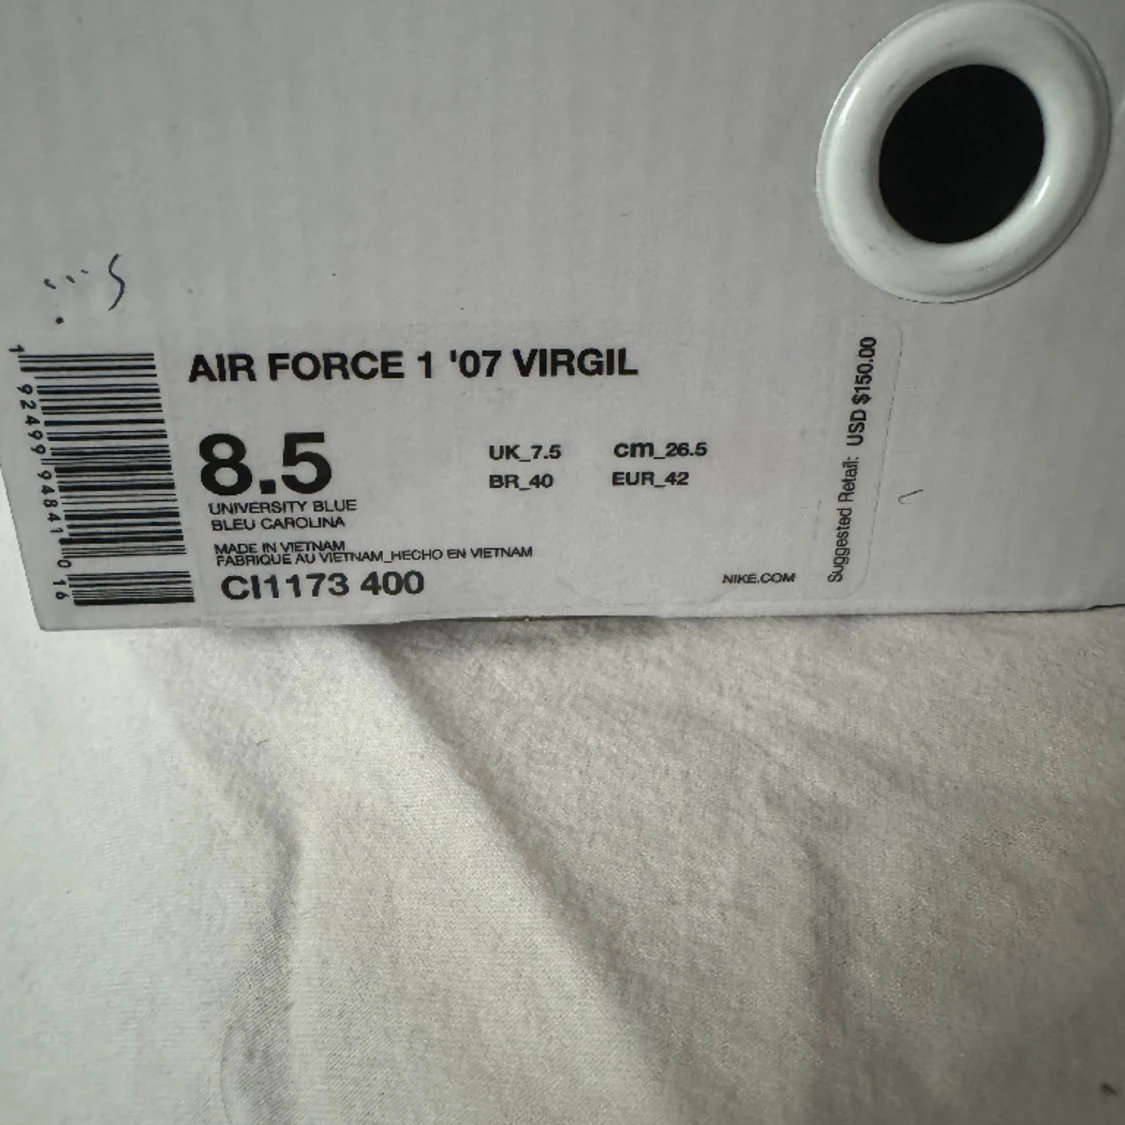 AIR FORCE 1 '07 VIRGIL
8.5
UK_7.5 cm_26.5
BR_40 EUR_42
UNIVERSITY BLUE
BLEU CAROLINA
MADE IN VIETNAM
FABRIQUE AU VIETNAM_HECHO EN VIETNAM
CI1173 400
NIKE.COM
Suggested Retail: USD $150.00
1 92499 94841 0 16